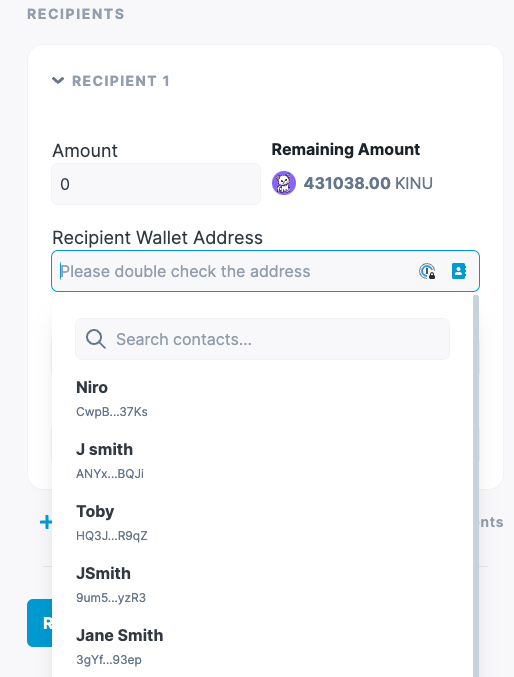 RECIPIENTS
RECIPIENT 1
Amount
Remaining Amount
0
431038.00 KINU
Recipient Wallet Address
Please double check the address
Search contacts...
Niro
CwpB...37Ks
J smith
ANYx...BQJi
Toby
HQ3J...R9qZ
JSmith
9um5...yzR3
Jane Smith
3gYf...93ep